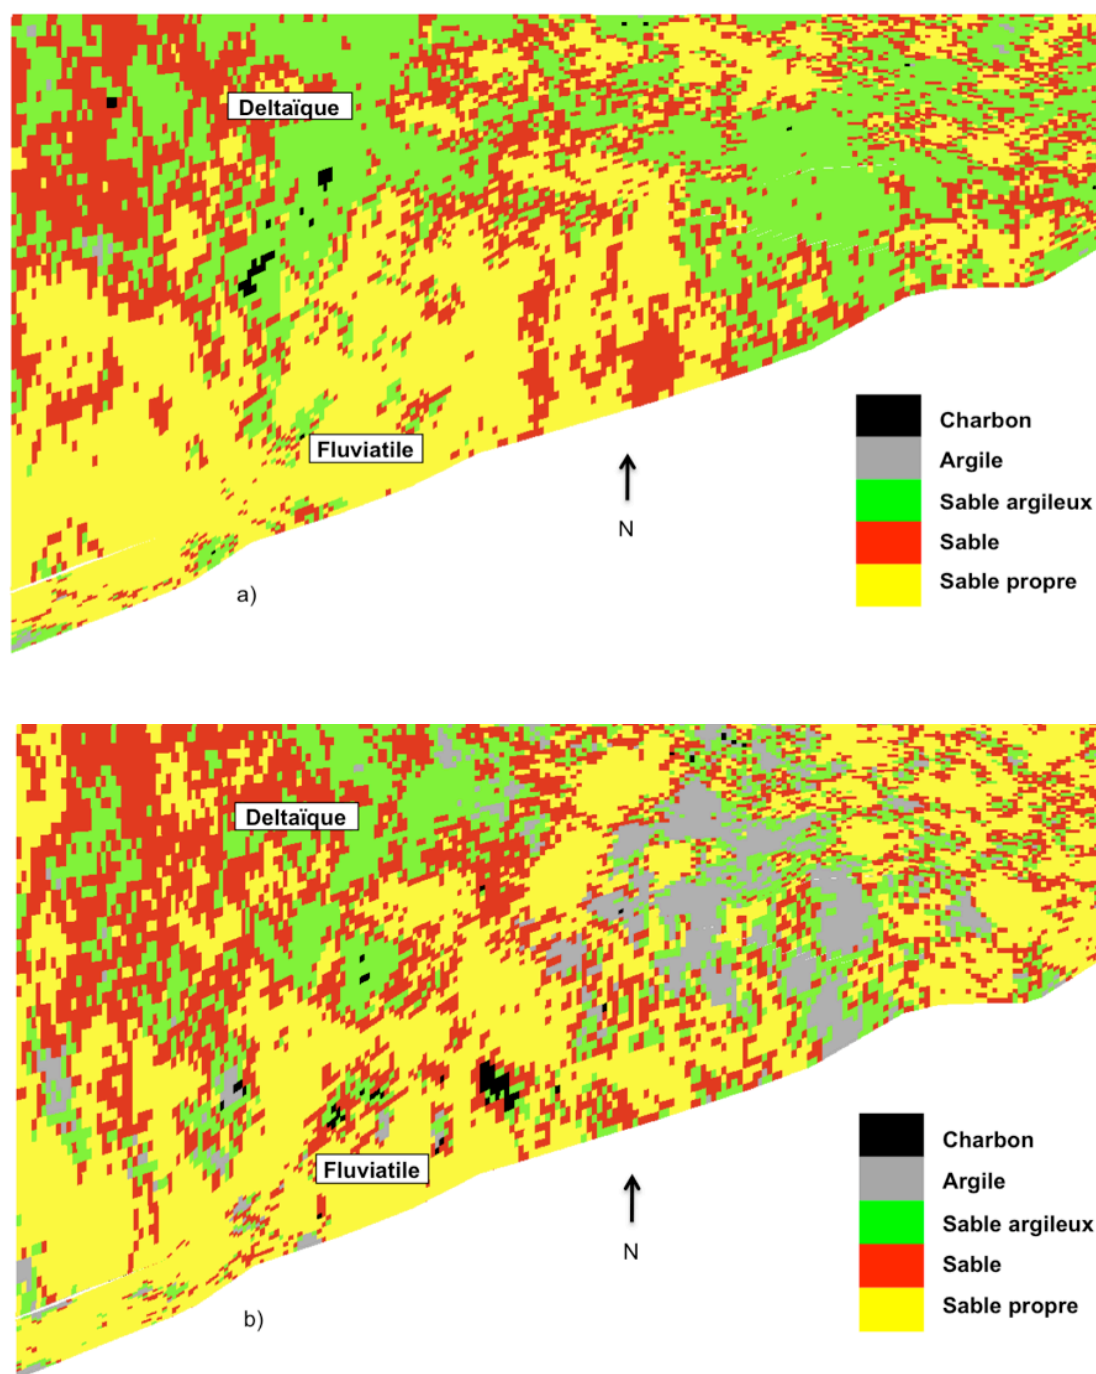 Deltaïque
Fluviatile
N
a)
Charbon
Argile
Sable argileux
Sable
Sable propre
Deltaïque
Fluviatile
N
b)
Charbon
Argile
Sable argileux
Sable
Sable propre